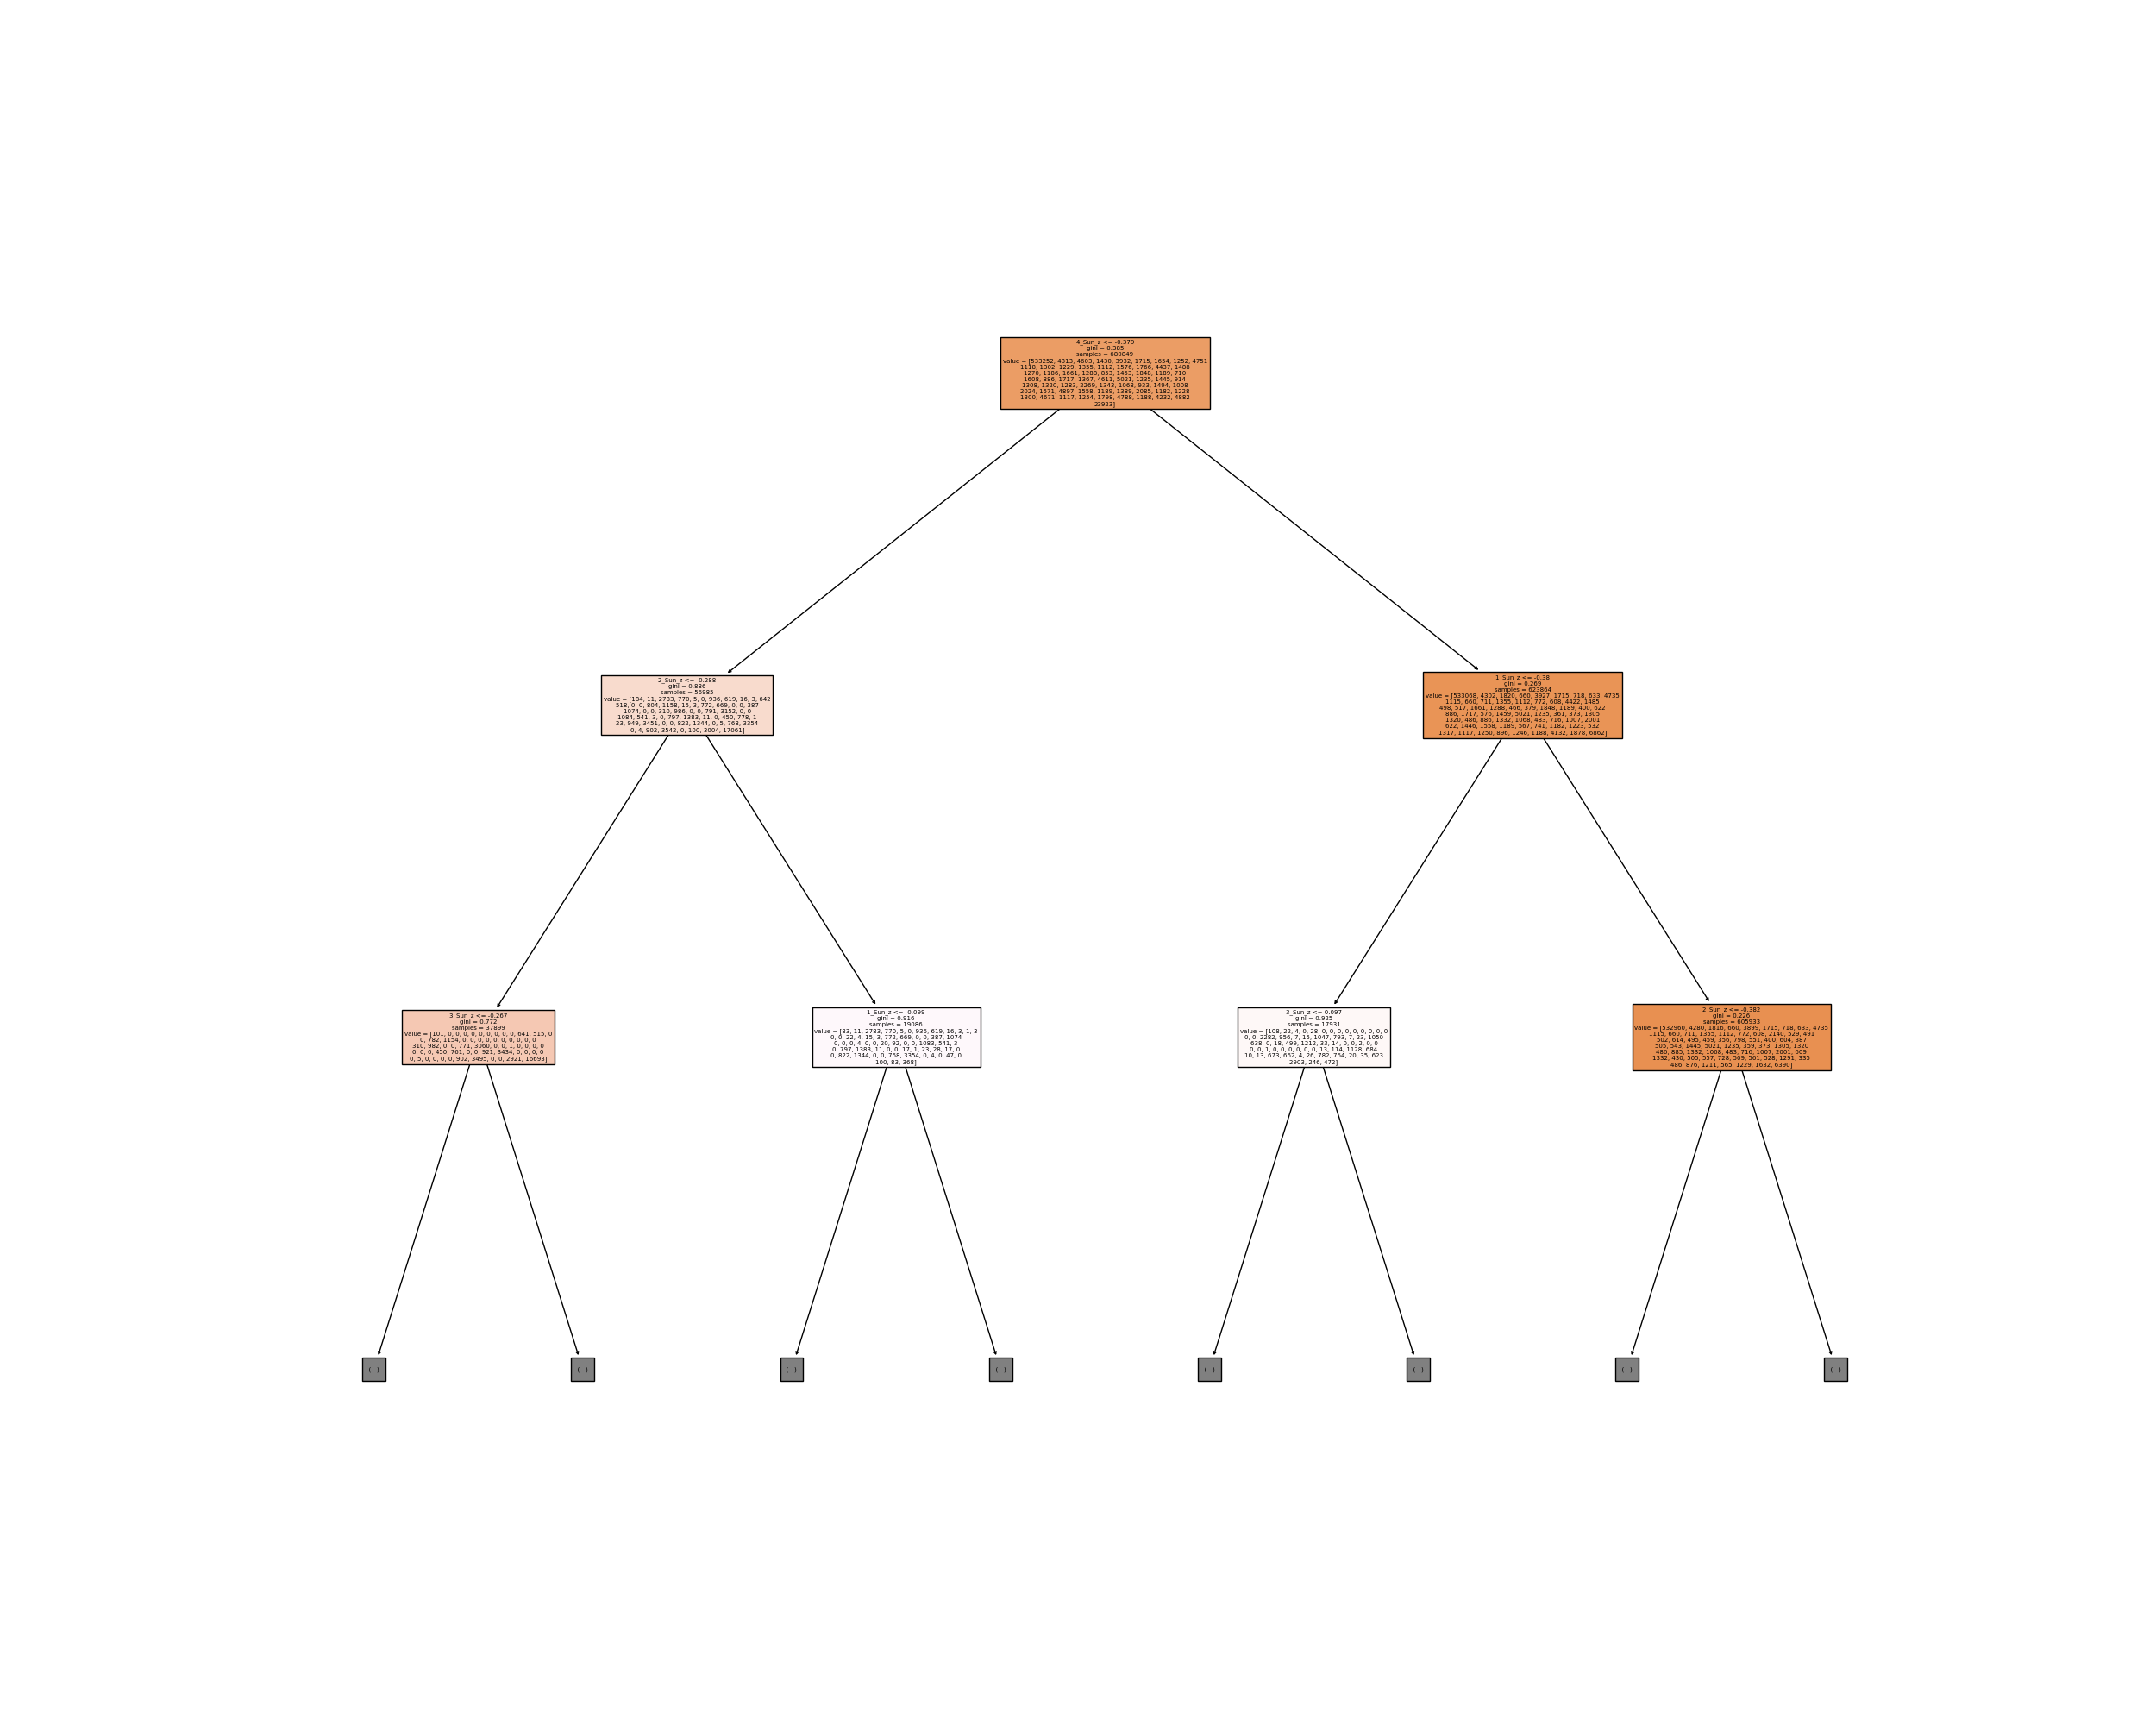 4_Sun_z <= -0.379
gini = 0.385
samples = 680849
value = [533252, 4313, 4603, 1430, 3932, 1715, 1654, 1252, 4751
1118, 1302, 1229, 1355, 1112, 1576, 1766, 4437, 1488
1270, 1186, 1661, 1288, 853, 1453, 1848, 1189, 710
1608, 886, 1717, 1367, 4611, 5021, 1235, 1445, 914
1308, 1320, 1283, 2269, 1343, 1068, 933, 1494, 1008
2024, 1571, 4897, 1558, 1189, 1389, 2085, 1182, 1228
1300, 4671, 1117, 1254, 1798, 4788, 1188, 4232, 4882
23923]
2_Sun_z <= -0.288
gini = 0.886
samples = 56985
value = [184, 11, 2783, 770, 5, 0, 936, 619, 16, 3, 642
518, 0, 0, 804, 1158, 15, 3, 772, 669, 0, 0, 387
1074, 0, 0, 310, 986, 0, 0, 791, 3152, 0, 0
1084, 541, 3, 0, 797, 1383, 11, 0, 450, 778, 1
23, 949, 3451, 0, 0, 822, 1344, 0, 5, 768, 3354
0, 4, 902, 3542, 0, 100, 3004, 17061]
1_Sun_z <= -0.38
gini = 0.269
samples = 623864
value = [533068, 4302, 1820, 660, 3927, 1715, 718, 633, 4735
1115, 660, 711, 1355, 1112, 772, 608, 4422, 1485
498, 517, 1661, 1288, 466, 379, 1848, 1189, 400, 622
886, 1717, 576, 1459, 5021, 1235, 361, 373, 1305
1320, 486, 886, 1332, 1068, 483, 716, 1007, 2001
622, 1446, 1558, 1189, 567, 741, 1182, 1223, 532
1317, 1117, 1250, 896, 1246, 1188, 4132, 1878, 6862]
3_Sun_z <= -0.267
gini = 0.772
samples = 37899
value = [101, 0, 0, 0, 0, 0, 0, 0, 0, 0, 641, 515, 0
0, 782, 1154, 0, 0, 0, 0, 0, 0, 0, 0, 0, 0
310, 982, 0, 0, 771, 3060, 0, 0, 1, 0, 0, 0, 0
0, 0, 0, 450, 761, 0, 0, 921, 3434, 0, 0, 0, 0
0, 5, 0, 0, 0, 0, 902, 3495, 0, 0, 2921, 16693]
1_Sun_z <= -0.099
gini = 0.916
samples = 19086
value = [83, 11, 2783, 770, 5, 0, 936, 619, 16, 3, 1, 3
0, 0, 22, 4, 15, 3, 772, 669, 0, 0, 387, 1074
0, 0, 0, 4, 0, 0, 20, 92, 0, 0, 1083, 541, 3
0, 797, 1383, 11, 0, 0, 17, 1, 23, 28, 17, 0
0, 822, 1344, 0, 0, 768, 3354, 0, 4, 0, 47, 0
100, 83, 368]
3_Sun_z <= 0.097
gini = 0.925
samples = 17931
value = [108, 22, 4, 0, 28, 0, 0, 0, 0, 0, 0, 0, 0, 0
0, 0, 2282, 956, 7, 15, 1047, 793, 7, 23, 1050
638, 0, 18, 499, 1212, 33, 14, 0, 0, 2, 0, 0
0, 0, 1, 0, 0, 0, 0, 0, 0, 13, 114, 1128, 684
10, 13, 673, 662, 4, 26, 782, 764, 20, 35, 623
2903, 246, 472]
2_Sun_z <= -0.382
gini = 0.226
samples = 605933
value = [532960, 4280, 1816, 660, 3899, 1715, 718, 633, 4735
1115, 660, 711, 1355, 1112, 772, 608, 2140, 529, 491
502, 614, 495, 459, 356, 798, 551, 400, 604, 387
505, 543, 1445, 5021, 1235, 359, 373, 1305, 1320
486, 885, 1332, 1068, 483, 716, 1007, 2001, 609
1332, 430, 505, 557, 728, 509, 561, 528, 1291, 335
486, 876, 1211, 565, 1229, 1632, 6390]
(...)
(...)
(...)
(...)
(...)
(...)
(...)
(...)